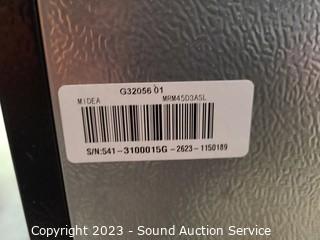 G32056 01
MIDEA MRM45D3ASL
S/N:541-3100015G-2623-1150189
Copyright © 2023 - Sound Auction Service